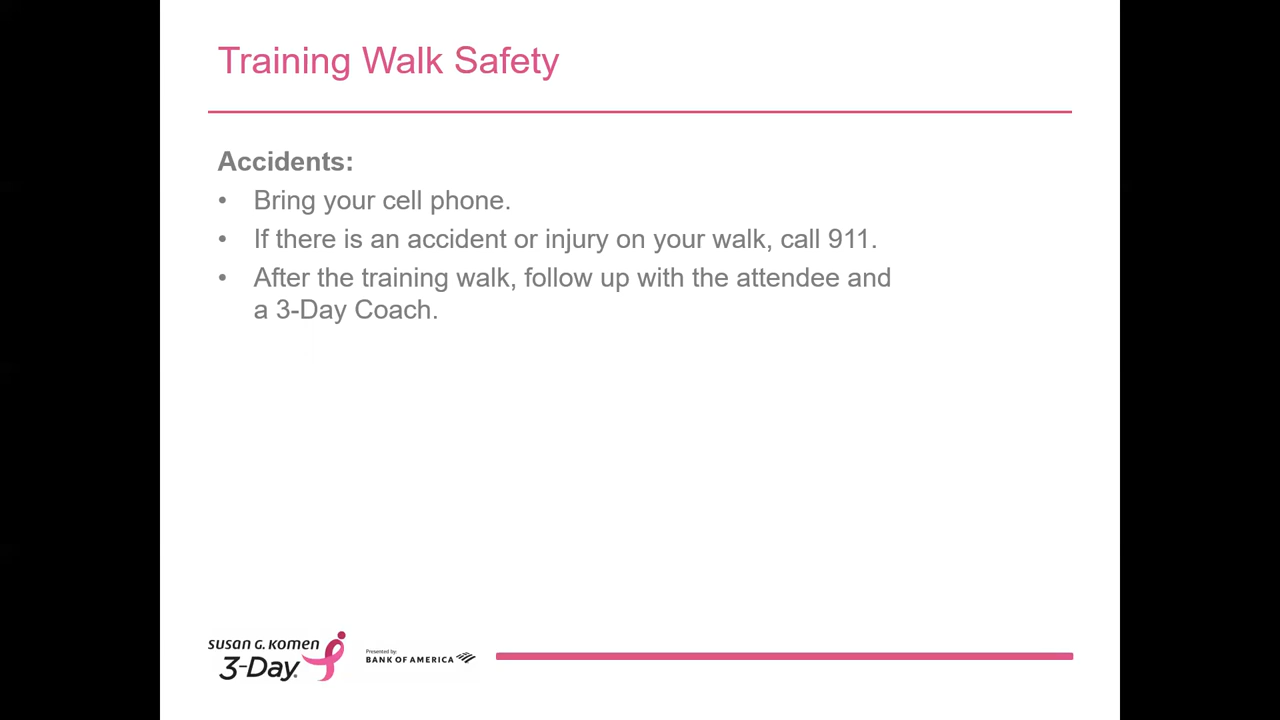 Training Walk Safety
Accidents:
• Bring your cell phone.
• If there is an accident or injury on your walk, call 911.
• After the training walk, follow up with the attendee and
a 3-Day Coach.
SUSAN G. KOMEN
3-Day®
Presented by:
BANK OF AMERICA